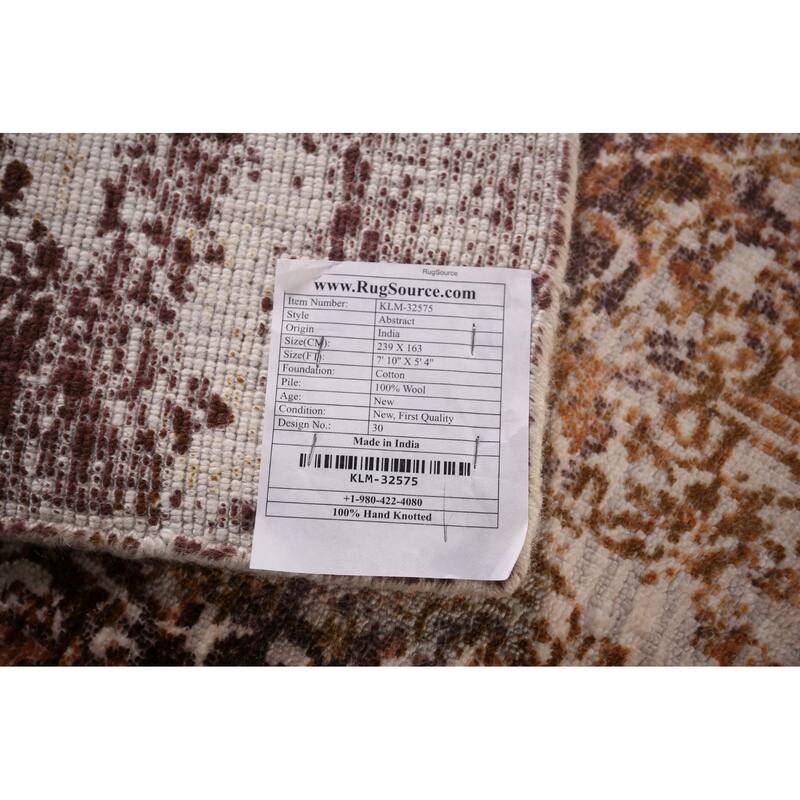 RugSource
www.RugSource.com
Item Number: KLM-32575
Style Abstract
Origin India
Size(CM): 239 X 163
Size(FT): 7' 10" X 5' 4"
Foundation: Cotton
Pile: 100% Wool
Age: New
Condition: New, First Quality
Design No.: 30
Made in India
KLM-32575
+1-980-422-4080
100% Hand Knotted